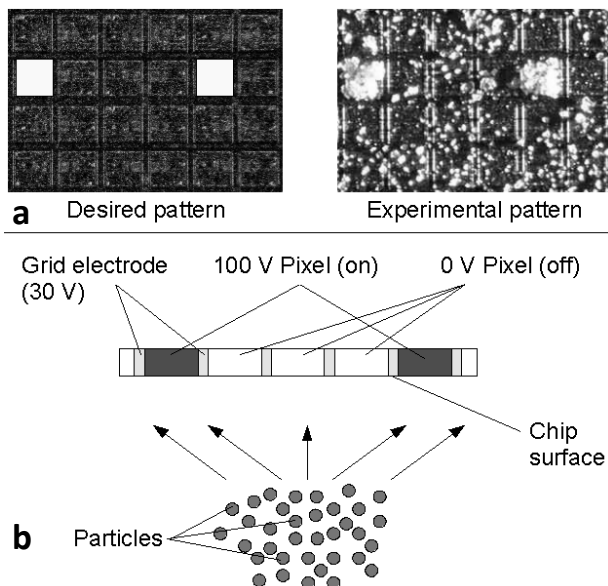 a
Desired pattern
Experimental pattern
Grid electrode
(30 V)
100 V Pixel (on)
0 V Pixel (off)
Chip
surface
Particles
b